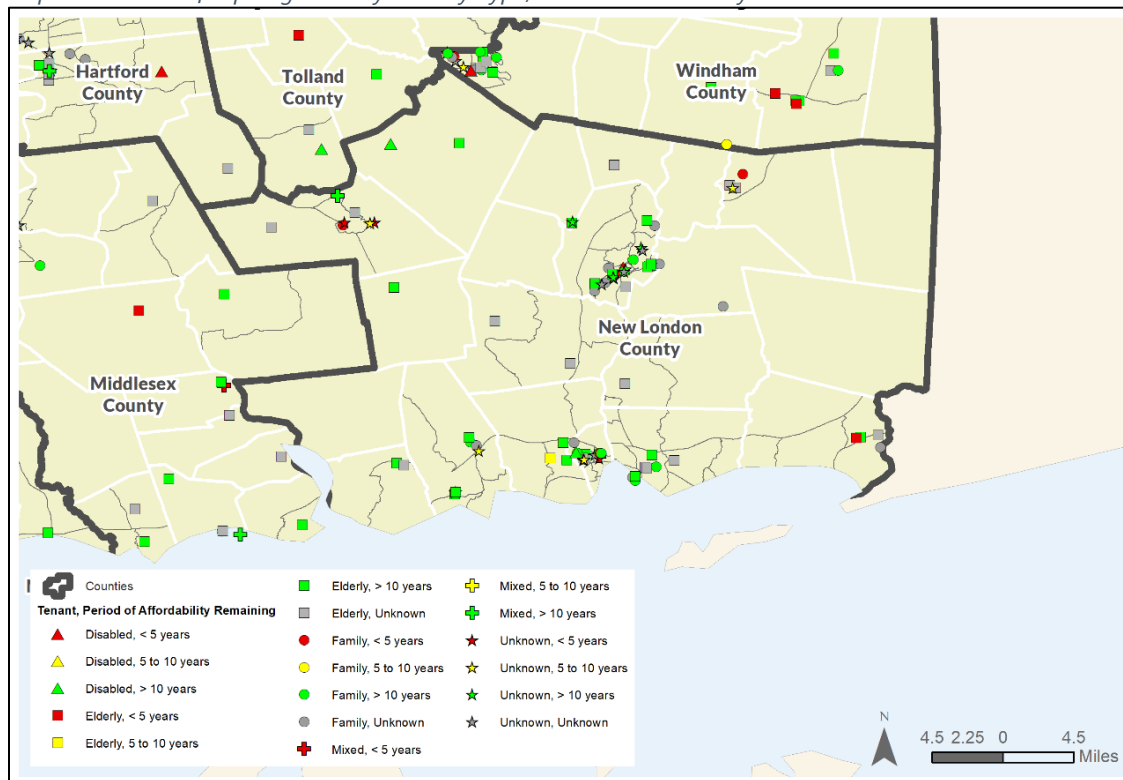 Hartford
County
Tolland
County
Windham
County
New London
County
Middlesex
County
Counties
Tenant, Period of Affordability Remaining
Disabled, < 5 years
Disabled, 5 to 10 years
Disabled, > 10 years
Elderly, < 5 years
Elderly, 5 to 10 years
Elderly, > 10 years
Elderly, Unknown
Family, < 5 years
Family, 5 to 10 years
Family, > 10 years
Family, Unknown
Mixed, < 5 years
Mixed, 5 to 10 years
Mixed, > 10 years
Unknown, < 5 years
Unknown, 5 to 10 years
Unknown, > 10 years
Unknown, Unknown
N
4.5 2.25 0 4.5
Miles